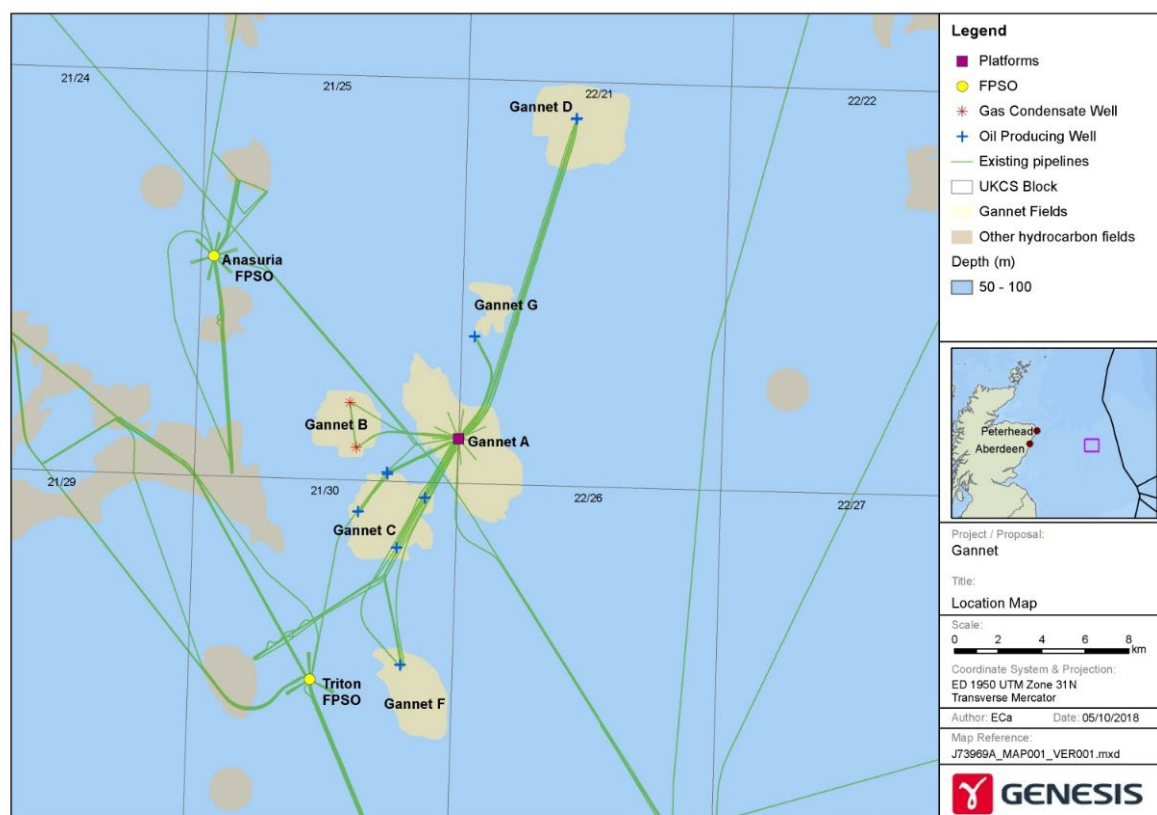 21/24
21/25
22/21
22/22
Gannet D
Anasuria
FPSO
Gannet G
Gannet B
Gannet A
21/29
21/30
22/26
22/27
Gannet C
Triton
FPSO
Gannet F
Legend
Platforms
FPSO
Gas Condensate Well
Oil Producing Well
Existing pipelines
UKCS Block
Gannet Fields
Other hydrocarbon fields
Depth (m)
50 - 100
Peterhead
Aberdeen
Project / Proposal:
Gannet
Title:
Location Map
Scale:
0 2 4 6 8
km
Coordinate System & Projection:
ED 1950 UTM Zone 31N
Transverse Mercator
Author: ECa Date: 05/10/2018
Map Reference:
J73969A_MAP001_VER001.mxd
GENESIS